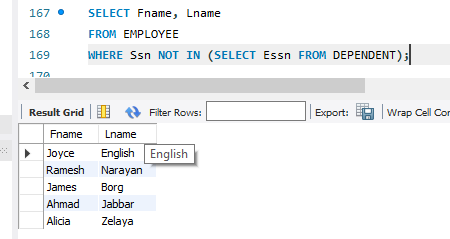 167 SELECT Fname, Lname
168 FROM EMPLOYEE
169 WHERE Ssn NOT IN (SELECT Essn FROM DEPENDENT);
170
Result Grid Filter Rows: Export: Wrap Cell Con
Fname Lname
Joyce English English
Ramesh Narayan
James Borg
Ahmad Jabbar
Alicia Zelaya